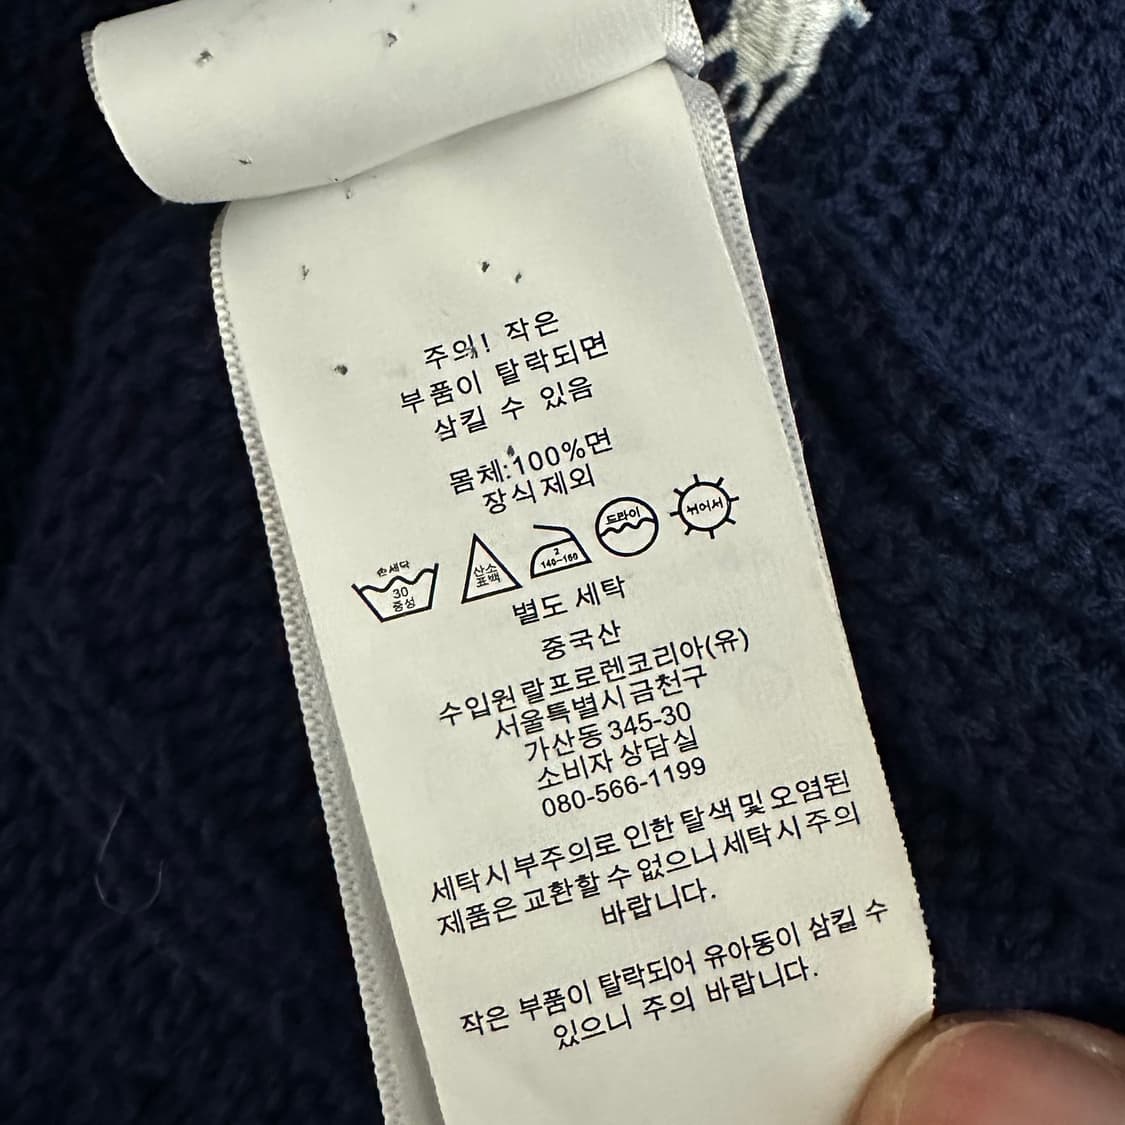 주의! 작은
부품이 탈락되면
삼킬 수 있음
몸체:100%면
장식제외
손세탁
30
중성
산소
표백
2
140-160
드라이
뉘어서
별도 세탁
중국산
수입원 랄프로렌코리아(유)
서울특별시 금천구
가산동 345-30
소비자 상담실
080-566-1199
세탁시 부주의로 인한 탈색 및 오염된
제품은 교환할 수 없으니 세탁시 주의
바랍니다.
작은 부품이 탈락되어 유아동이 삼킬 수
있으니 주의 바랍니다.